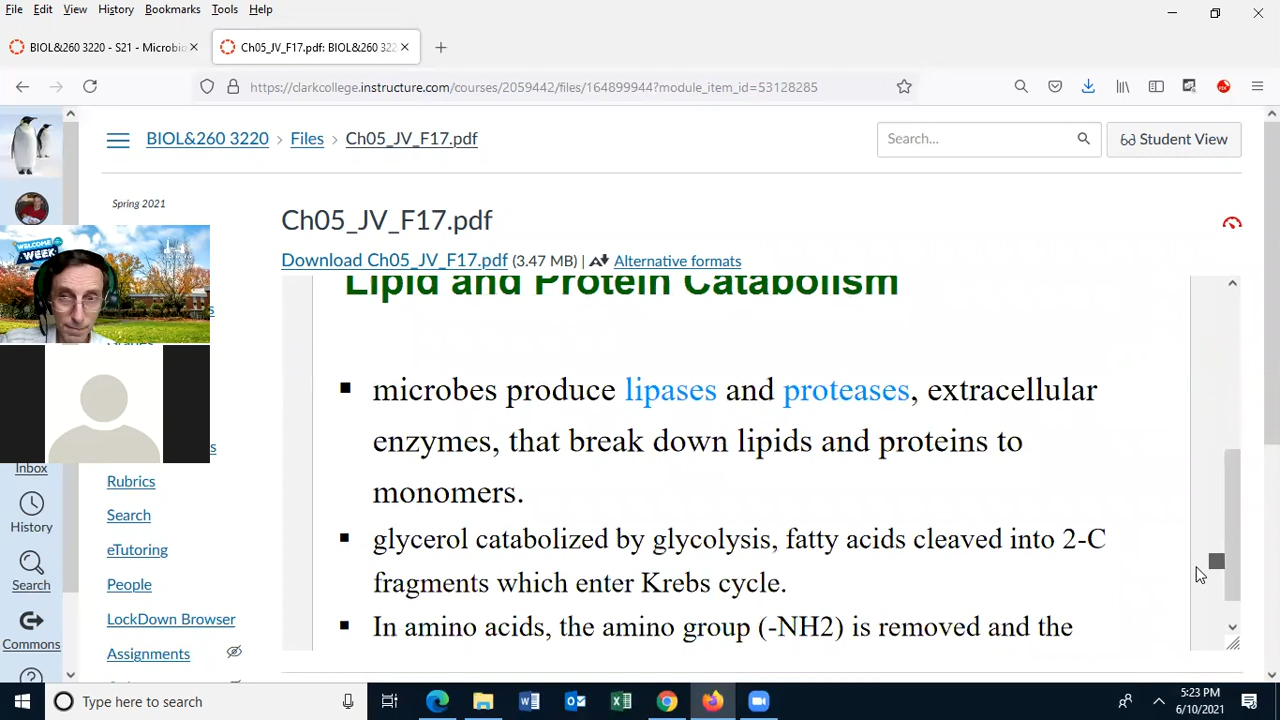 File Edit View History Bookmarks Tools Help
BIOL&260 3220 - S21 - Microbio
Ch05_JV_F17.pdf: BIOL&260 322
https://clarkcollege.instructure.com/courses/2059442/files/164899944?module_item_id=53128285
BIOL&260 3220 > Files > Ch05_JV_F17.pdf
Search...
Student View
Spring 2021
Ch05_JV_F17.pdf
Download Ch05_JV_F17.pdf (3.47 MB) | Alternative formats
WELCOME
WEEK
Lipid and Protein Catabolism
microbes produce lipases and proteases, extracellular
enzymes, that break down lipids and proteins to
monomers.
glycerol catabolized by glycolysis, fatty acids cleaved into 2-C
fragments which enter Krebs cycle.
In amino acids, the amino group (-NH2) is removed and the
Inbox
History
Search
Commons
Rubrics
Search
eTutoring
People
LockDown Browser
Assignments
Type here to search
5:23 PM
6/10/2021